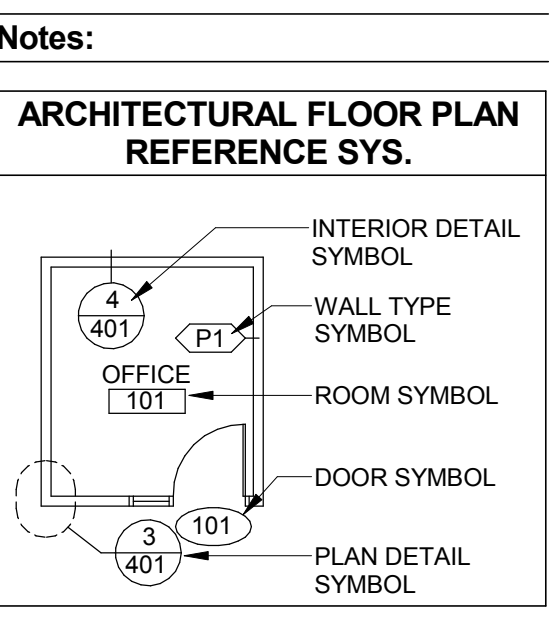 Notes:
ARCHITECTURAL FLOOR PLAN
REFERENCE SYS.
INTERIOR DETAIL
SYMBOL
4
401
WALL TYPE
SYMBOL
P1
OFFICE
101
ROOM SYMBOL
DOOR SYMBOL
101
3
401
PLAN DETAIL
SYMBOL